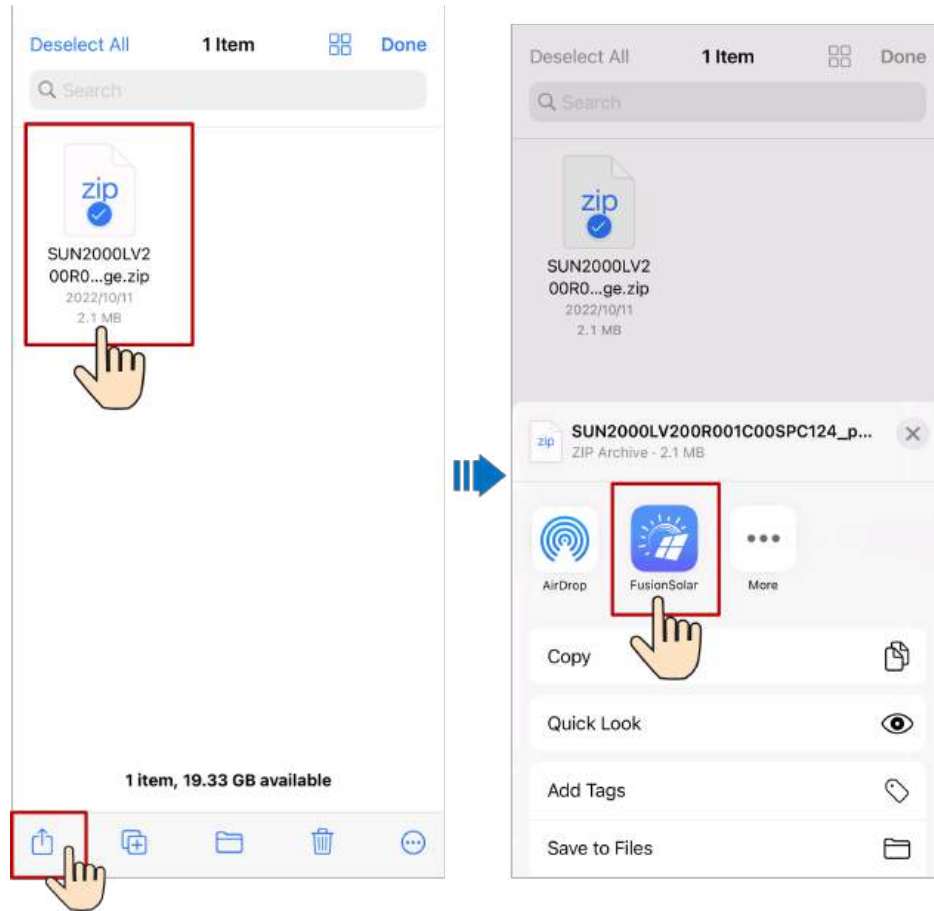 Deselect All 1 Item Done
Search
zip
SUN2000LV2
00R0...ge.zip
2022/10/11
2.1 MB
1 item, 19.33 GB available
Deselect All 1 Item Done
Search
zip
SUN2000LV2
00R0...ge.zip
2022/10/11
2.1 MB
zip SUN2000LV200R001C00SPC124_p...
ZIP Archive · 2.1 MB
AirDrop FusionSolar More
Copy
Quick Look
Add Tags
Save to Files